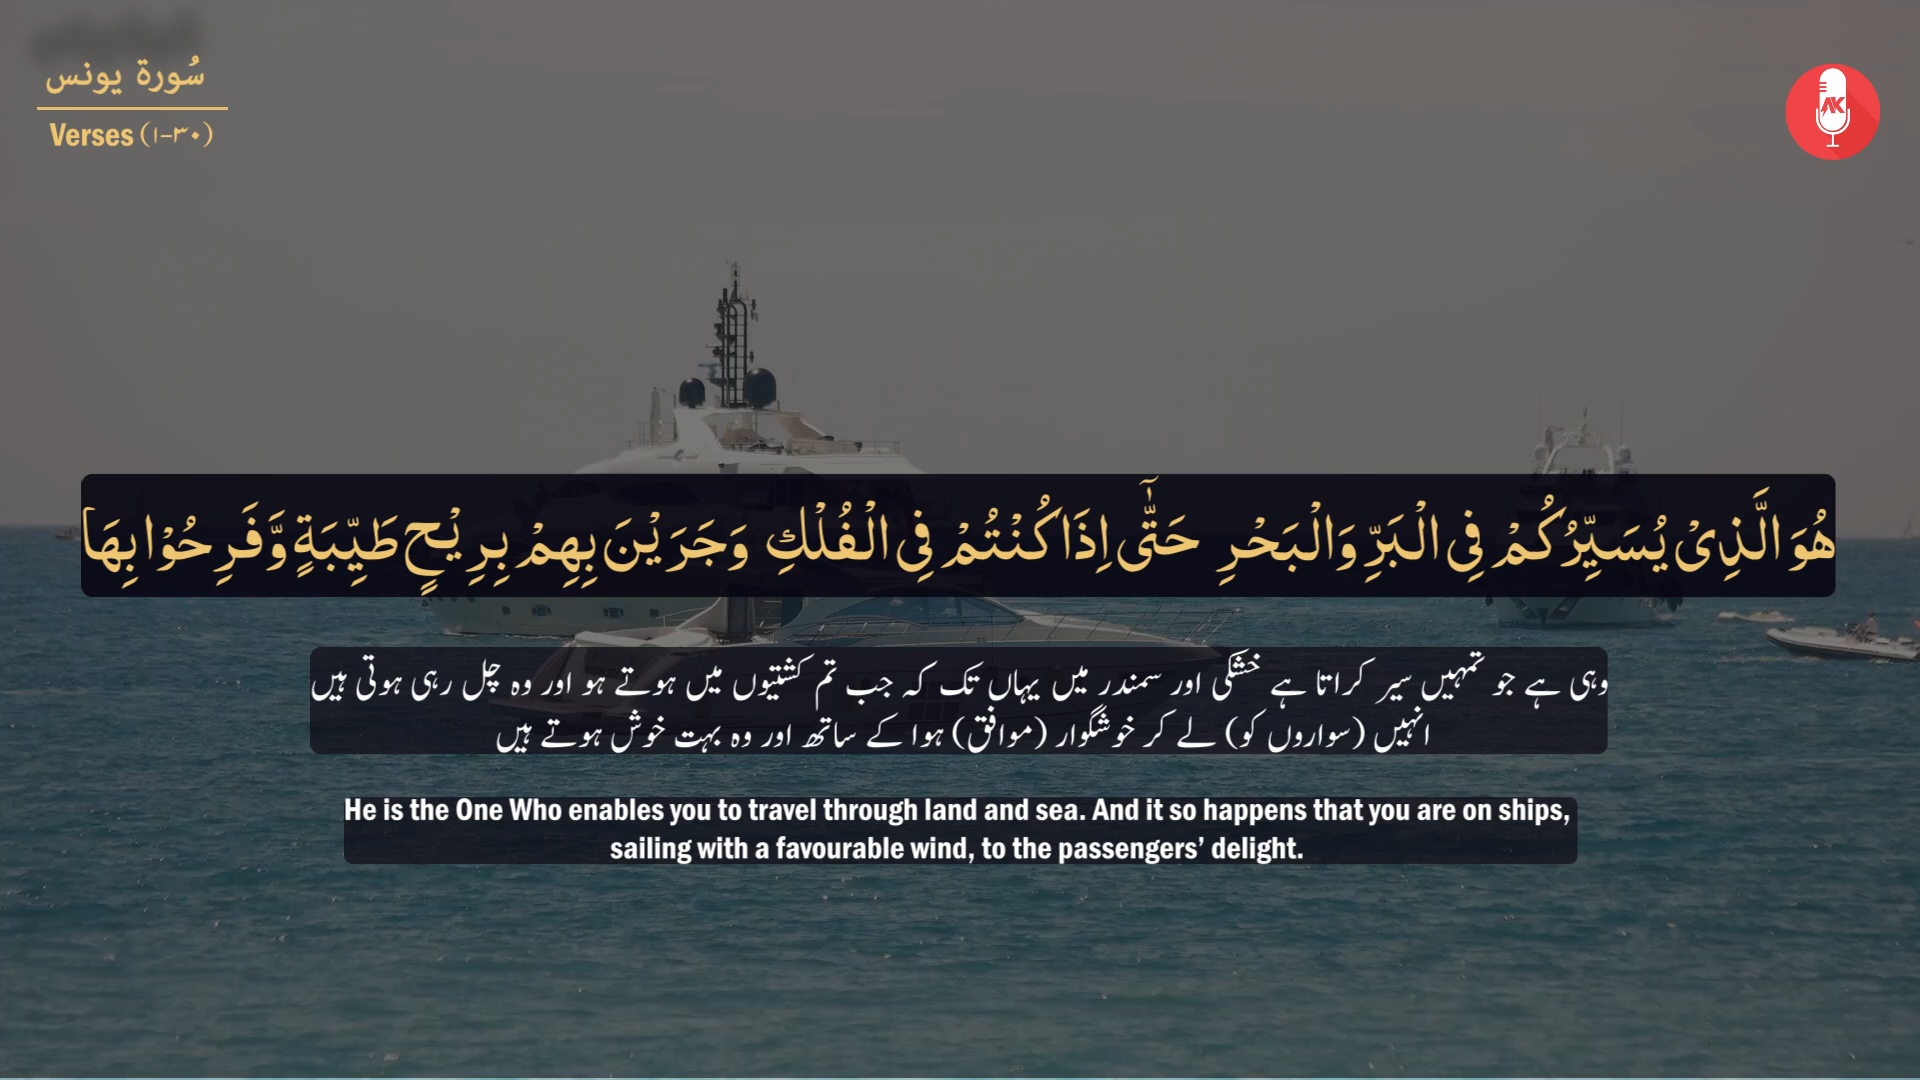 سُورة يونس
Verses (۱-۳۰)
AK
هُوَ الَّذِىْ يُسَيِّرُكُمْ فِى الْبَرِّ وَالْبَحْرِ حَتّٰٓى اِذَا كُنْتُمْ فِى الْفُلْكِ وَجَرَيْنَ بِهِمْ بِرِيْحٍ طَيِّبَةٍ وَّفَرِحُوْا بِهَا
وہی ہے جو تمہیں سیر کراتا ہے خشکی اور سمندر میں یہاں تک کہ جب تم کشتیوں میں ہوتے ہو اور وہ چل رہی ہوتی ہیں
انہیں (سواروں کو) لے کر خوشگوار (موافق) ہوا کے ساتھ اور وہ بہت خوش ہوتے ہیں
He is the One Who enables you to travel through land and sea. And it so happens that you are on ships,
sailing with a favourable wind, to the passengers’ delight.